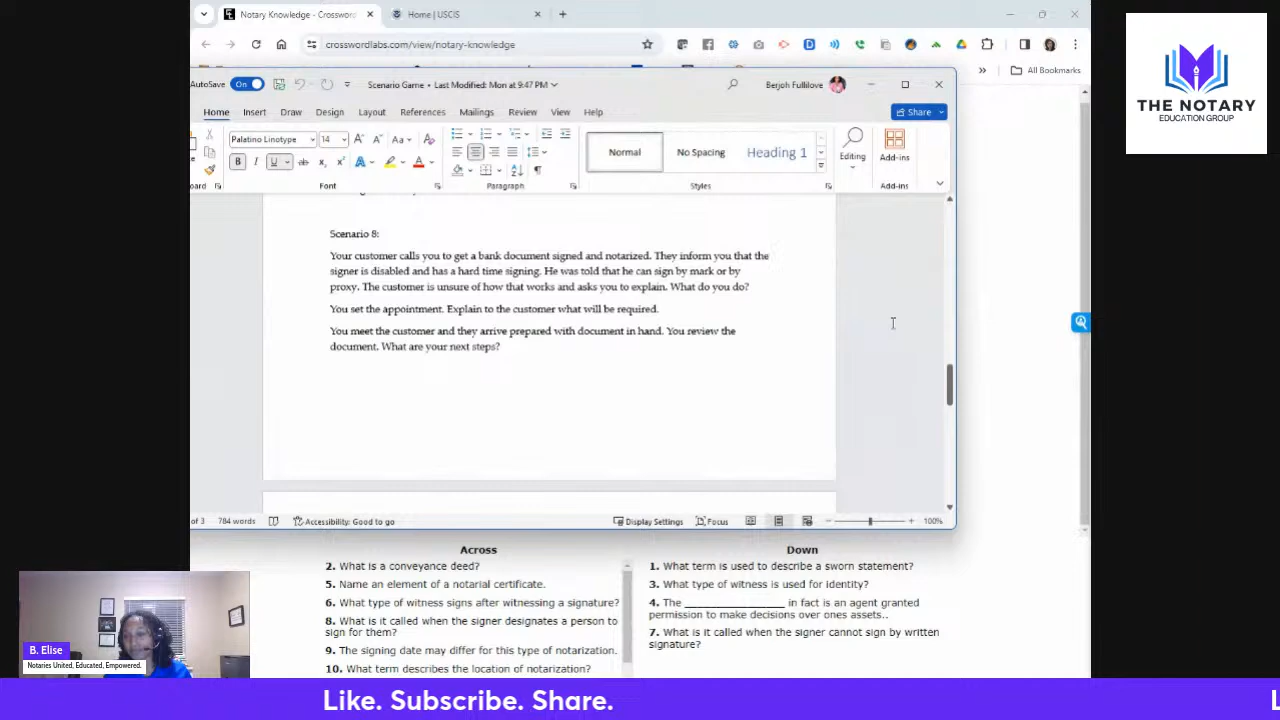 Notary Knowledge - Crossword
Home | USCIS
crosswordlabs.com/view/notary-knowledge
All Bookmarks
THE NOTARY
EDUCATION GROUP
AutoSave On
Scenario Game • Last Modified: Mon at 9:47 PM
Berjoh Fullilove
Home Insert Draw Design Layout References Mailings Review View Help
Share
Palatino Linotype 14
Normal No Spacing Heading 1
Editing
Add-ins
Font Paragraph Styles Add-ins
Scenario 8:
Your customer calls you to get a bank document signed and notarized. They inform you that the
signer is disabled and has a hard time signing. He was told that he can sign by mark or by
proxy. The customer is unsure of how that works and asks you to explain. What do you do?
You set the appointment. Explain to the customer what will be required.
You meet the customer and they arrive prepared with document in hand. You review the
document. What are your next steps?
of 3 784 words Accessibility: Good to go Display Settings Focus 100%
Across
2. What is a conveyance deed?
5. Name an element of a notarial certificate.
6. What type of witness signs after witnessing a signature?
8. What is it called when the signer designates a person to
sign for them?
9. The signing date may differ for this type of notarization.
10. What term describes the location of notarization?
Down
1. What term is used to describe a sworn statement?
3. What type of witness is used for identity?
4. The _________________ in fact is an agent granted
permission to make decisions over ones assets..
7. What is it called when the signer cannot sign by written
signature?
B. Elise
Notaries United, Educated, Empowered.
Like. Subscribe. Share.
L